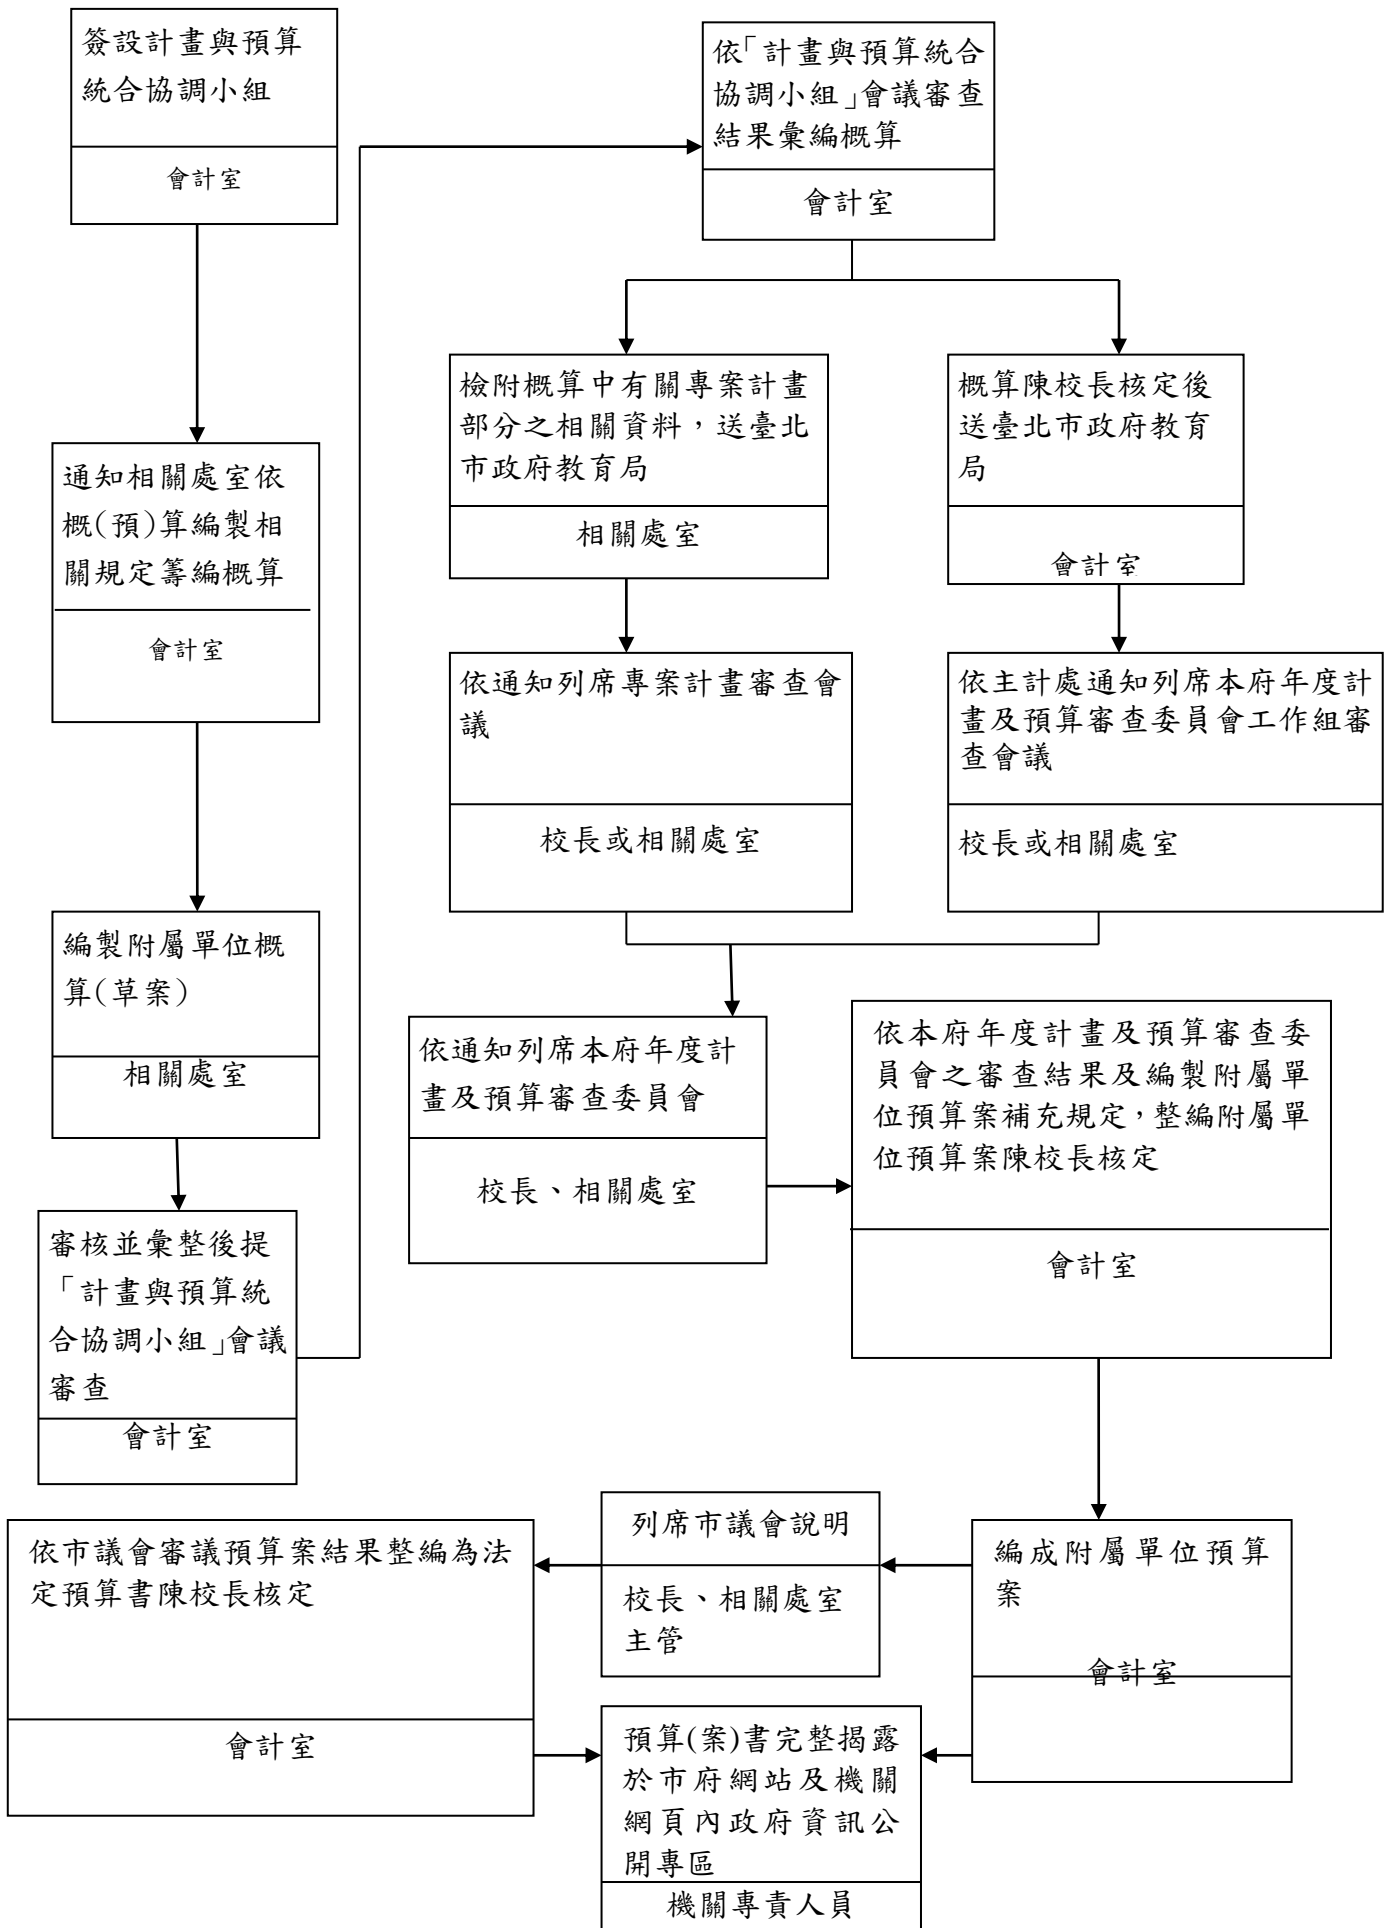 簽設計畫與預算
統合協調小組
會計室
通知相關處室依
概(預)算編製相
關規定籌編概算
會計室
編製附屬單位概
算(草案)
相關處室
審核並彙整後提
「計畫與預算統
合協調小組」會議
審查
會計室
依「計畫與預算統合
協調小組」會議審查
結果彙編概算
會計室
檢附概算中有關專案計畫
部分之相關資料，送臺北
市政府教育局
相關處室
概算陳校長核定後
送臺北市政府教育
局
會計室
依通知列席專案計畫審查會
議
校長或相關處室
依主計處通知列席本府年度計
畫及預算審查委員會工作組審
查會議
校長或相關處室
依通知列席本府年度計
畫及預算審查委員會
校長、相關處室
依本府年度計畫及預算審查委
員會之審查結果及編製附屬單
位預算案補充規定，整編附屬單
位預算案陳校長核定
會計室
編成附屬單位預算
案
會計室
列席市議會說明
校長、相關處室
主管
依市議會審議預算案結果整編為法
定預算書陳校長核定
會計室
預算(案)書完整揭露
於市府網站及機關
網頁內政府資訊公
開專區
機關專責人員